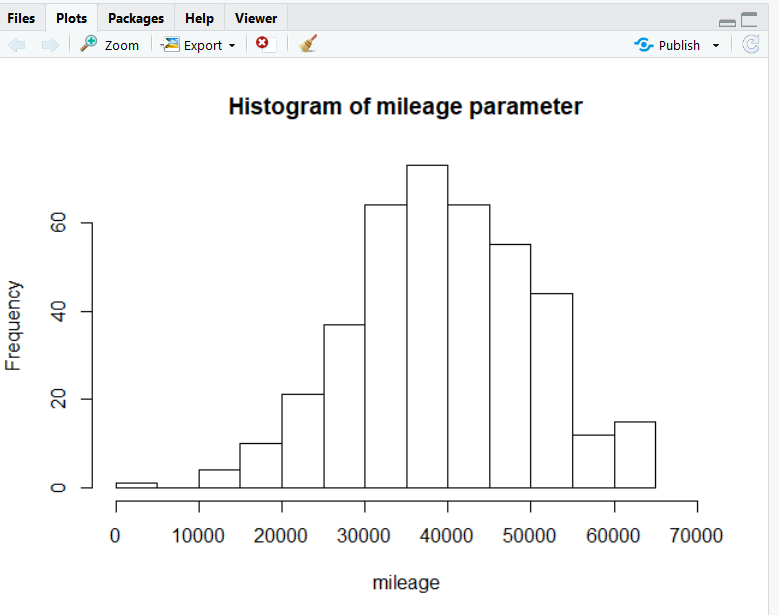 Files Plots Packages Help Viewer
Zoom Export Publish
Histogram of mileage parameter
Frequency
60
40
20
0
0 10000 20000 30000 40000 50000 60000 70000
mileage